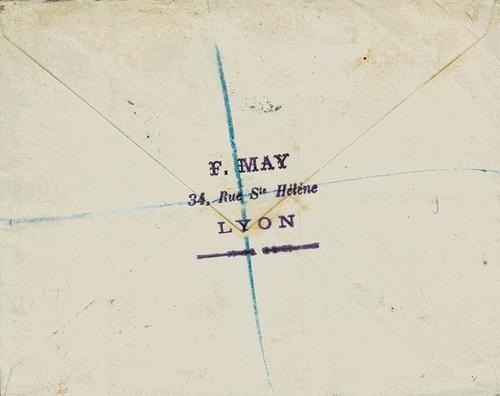 F. MAY
34, Rue Ste Hélène
LYON